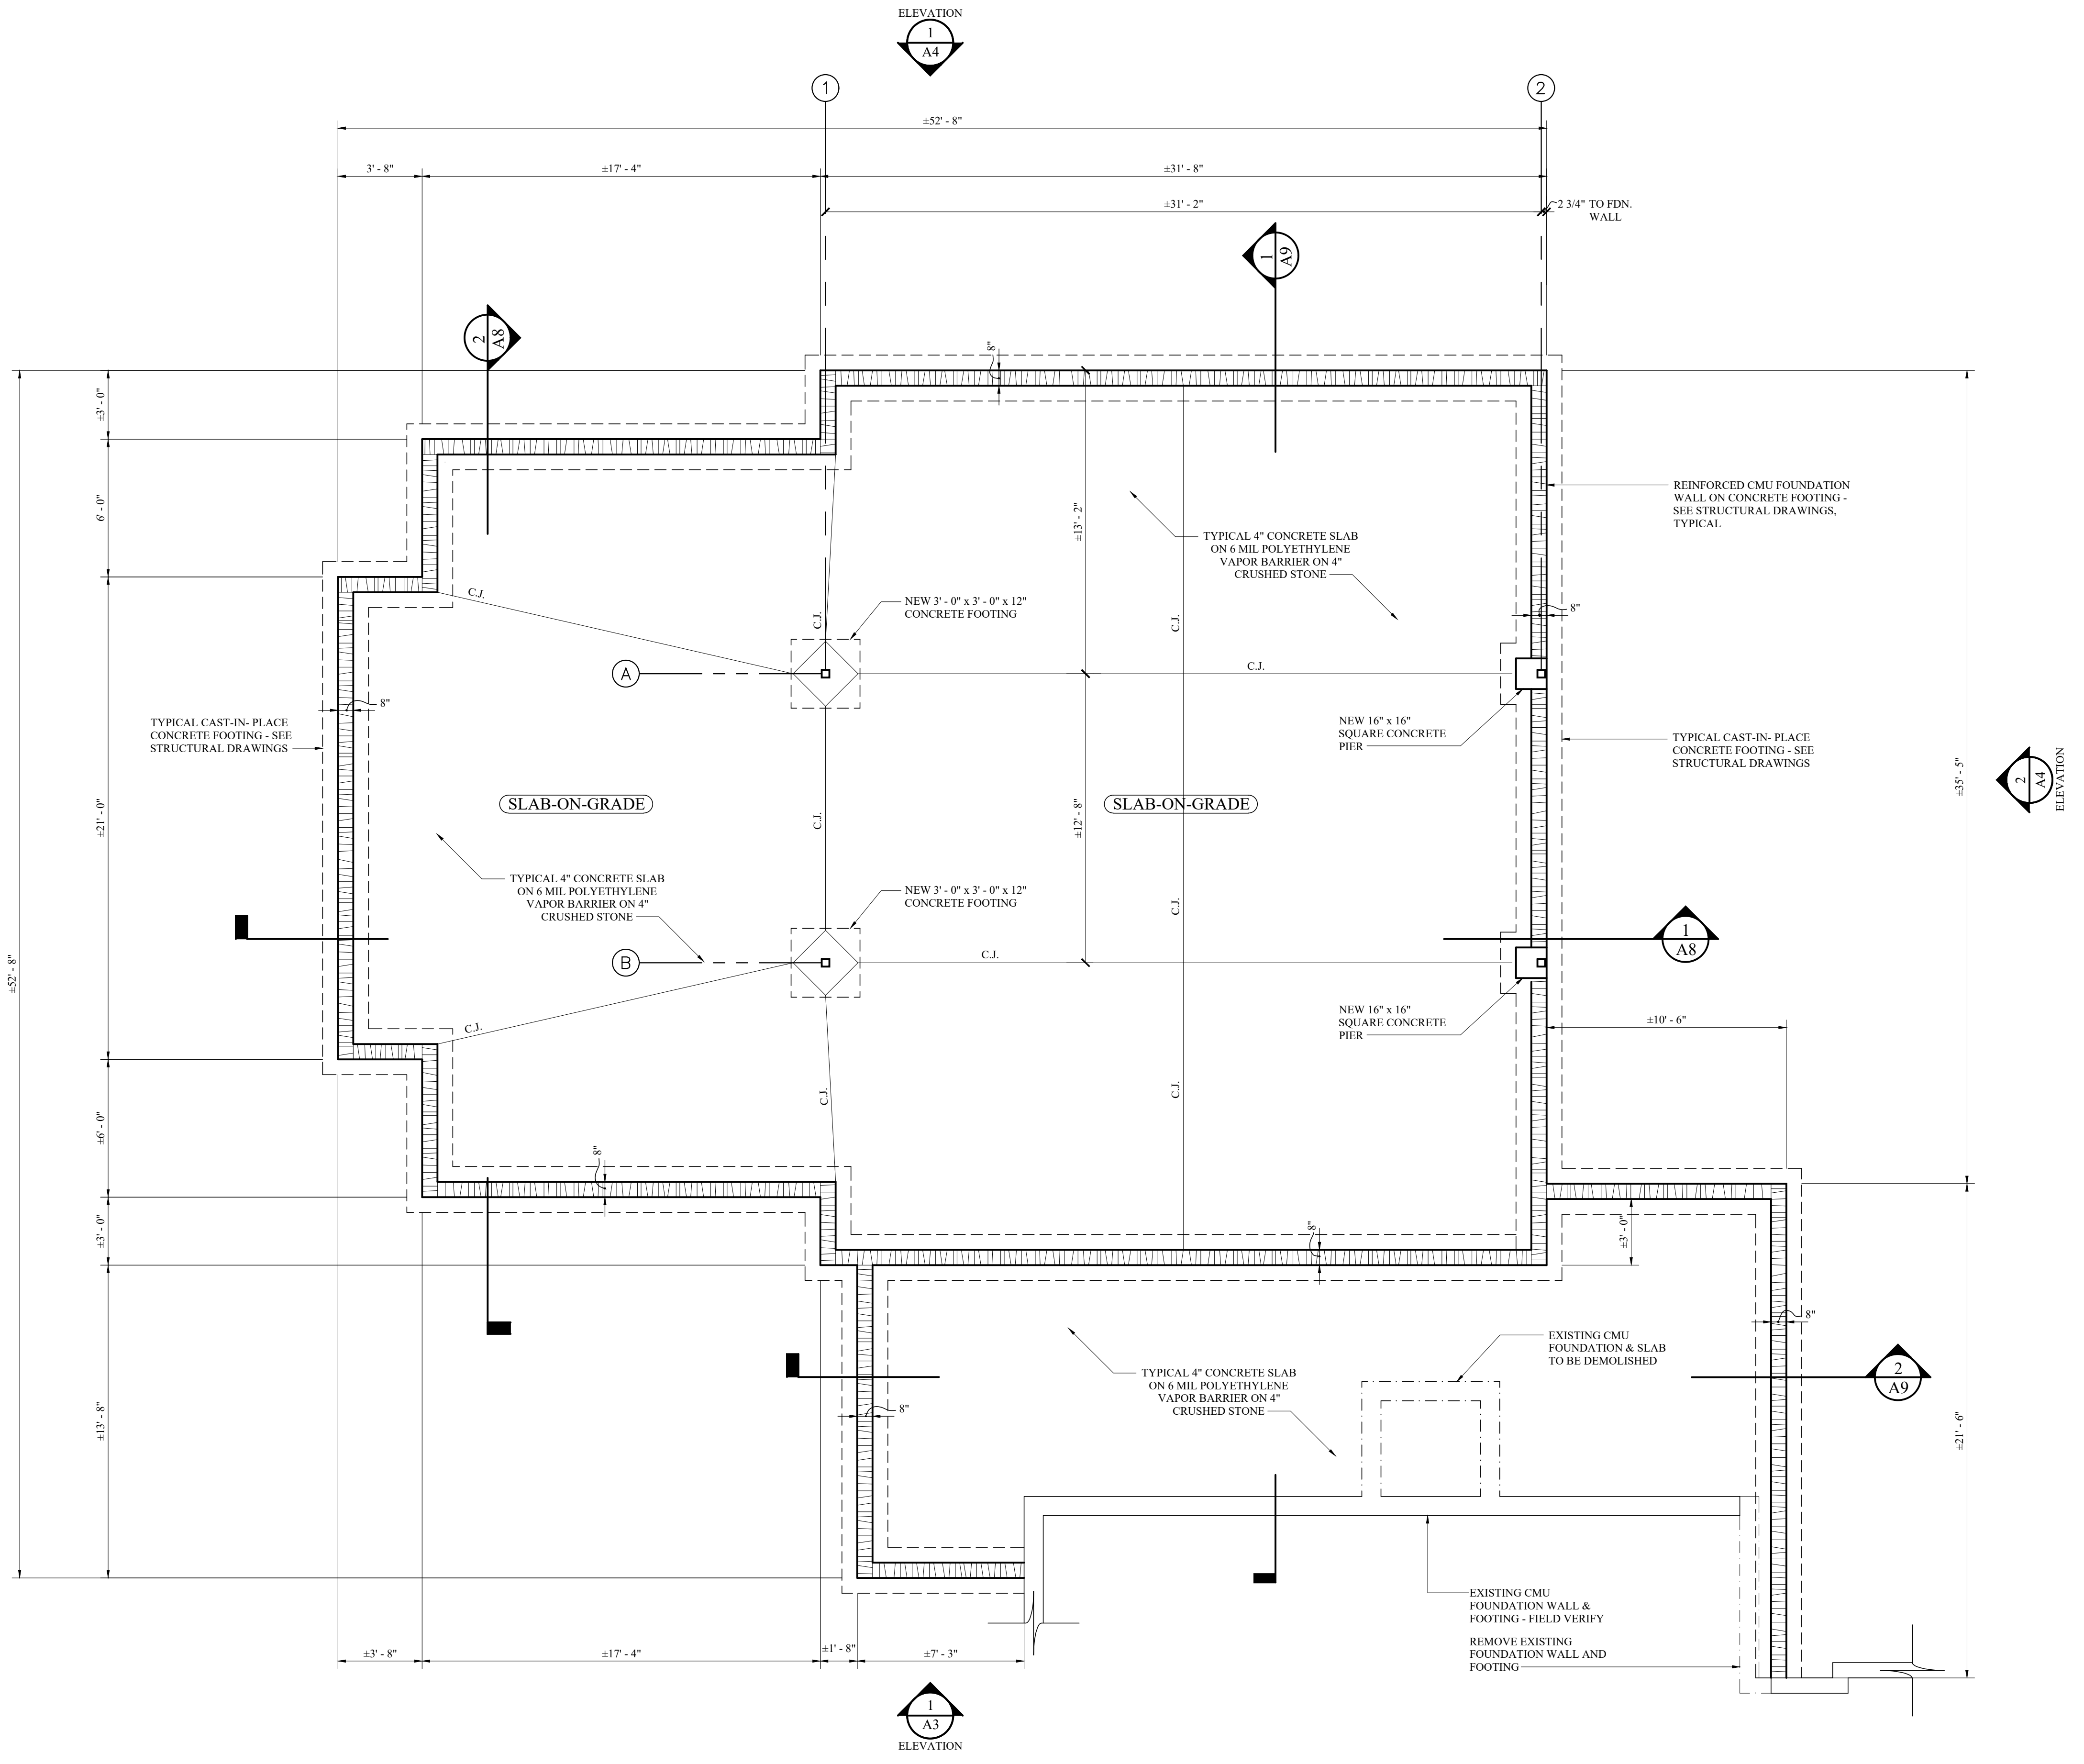 ELEVATION
1
A4
1
2
±52' - 8"
3' - 8"
±17' - 4"
±31' - 8"
±31' - 2"
2 3/4" TO FDN.
WALL
1
A9
2
A8
8"
±3' - 0"
6' - 0"
±13' - 2"
REINFORCED CMU FOUNDATION
WALL ON CONCRETE FOOTING -
SEE STRUCTURAL DRAWINGS,
TYPICAL
TYPICAL 4" CONCRETE SLAB
ON 6 MIL POLYETHYLENE
VAPOR BARRIER ON 4"
CRUSHED STONE
C.J.
NEW 3' - 0" x 3' - 0" x 12"
CONCRETE FOOTING
C.J.
C.J.
8"
A
C.J.
8"
TYPICAL CAST-IN- PLACE
CONCRETE FOOTING - SEE
STRUCTURAL DRAWINGS
NEW 16" x 16"
SQUARE CONCRETE
PIER
TYPICAL CAST-IN- PLACE
CONCRETE FOOTING - SEE
STRUCTURAL DRAWINGS
±35' - 5"
2
A4
ELEVATION
SLAB-ON-GRADE
SLAB-ON-GRADE
±21' - 0"
C.J.
±12' - 8"
TYPICAL 4" CONCRETE SLAB
ON 6 MIL POLYETHYLENE
VAPOR BARRIER ON 4"
CRUSHED STONE
NEW 3' - 0" x 3' - 0" x 12"
CONCRETE FOOTING
C.J.
1
A8
±52' - 8"
B
C.J.
C.J.
NEW 16" x 16"
SQUARE CONCRETE
PIER
±10' - 6"
C.J.
C.J.
±6' - 0"
8"
±3' - 0"
8"
±3' - 0"
8"
EXISTING CMU
FOUNDATION & SLAB
TO BE DEMOLISHED
TYPICAL 4" CONCRETE SLAB
ON 6 MIL POLYETHYLENE
VAPOR BARRIER ON 4"
CRUSHED STONE
2
A9
8"
±13' - 8"
±21' - 6"
EXISTING CMU
FOUNDATION WALL &
FOOTING - FIELD VERIFY
REMOVE EXISTING
FOUNDATION WALL AND
FOOTING
±3' - 8"
±17' - 4"
±1' - 8"
±7' - 3"
1
A3
ELEVATION